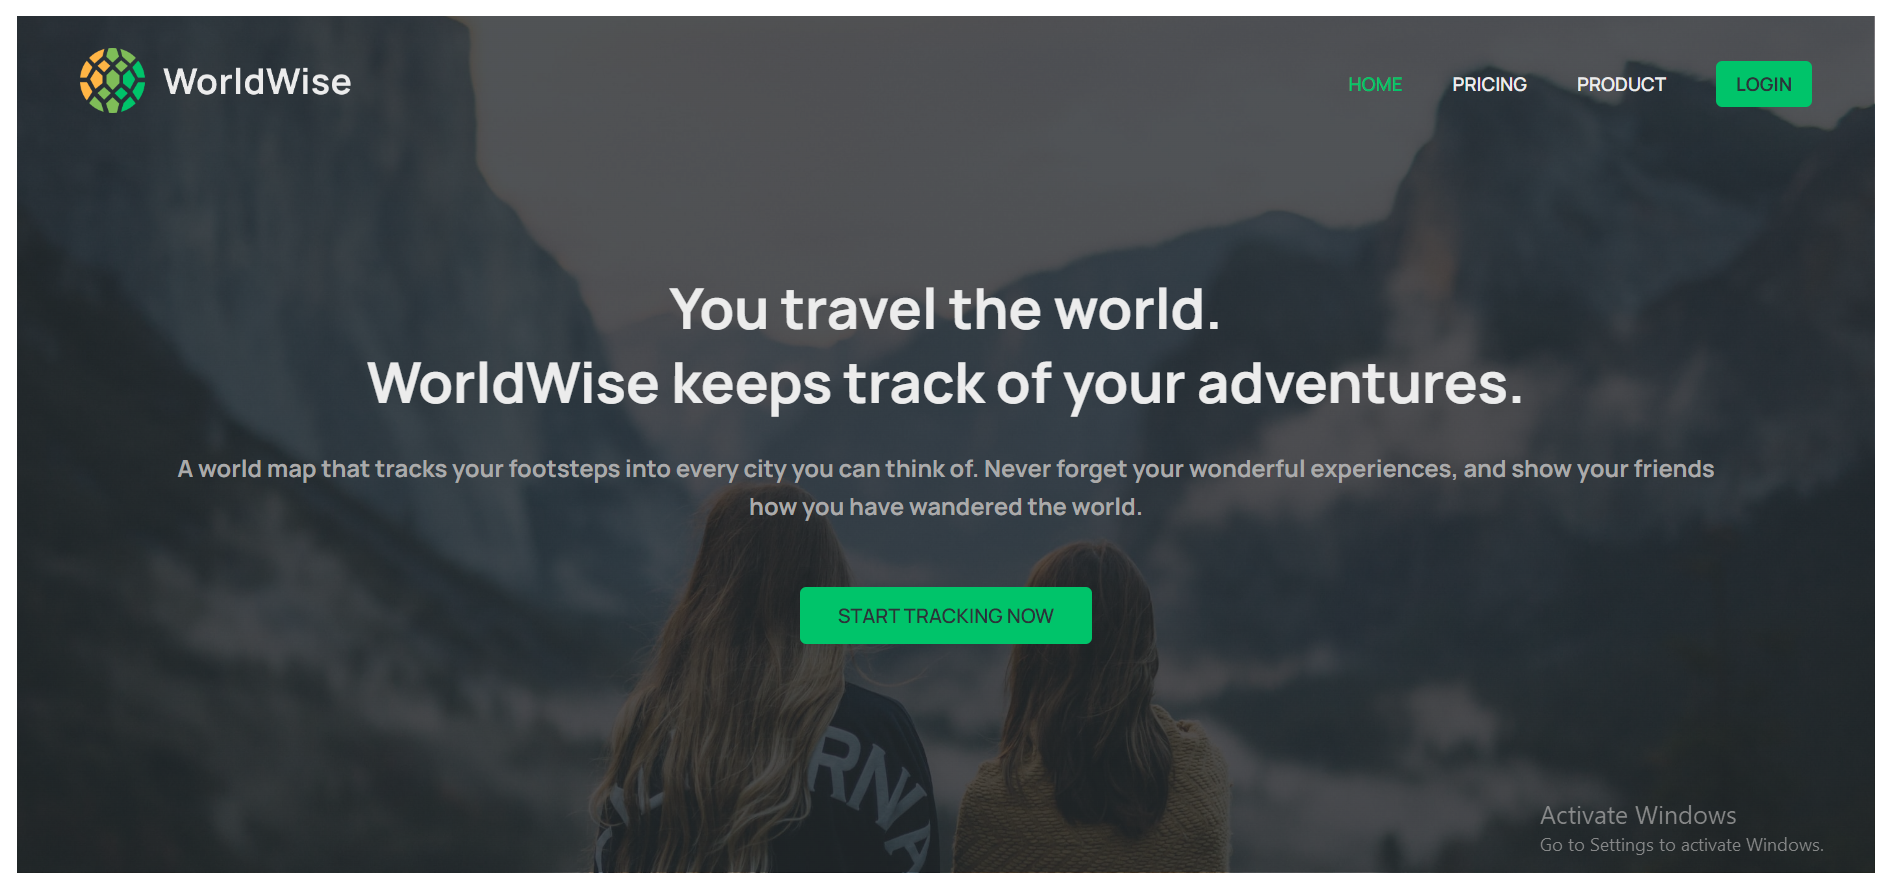 WorldWise
HOME PRICING PRODUCT LOGIN
You travel the world.
WorldWise keeps track of your adventures.
A world map that tracks your footsteps into every city you can think of. Never forget your wonderful experiences, and show your friends
how you have wandered the world.
START TRACKING NOW
RNA
Activate Windows
Go to Settings to activate Windows.